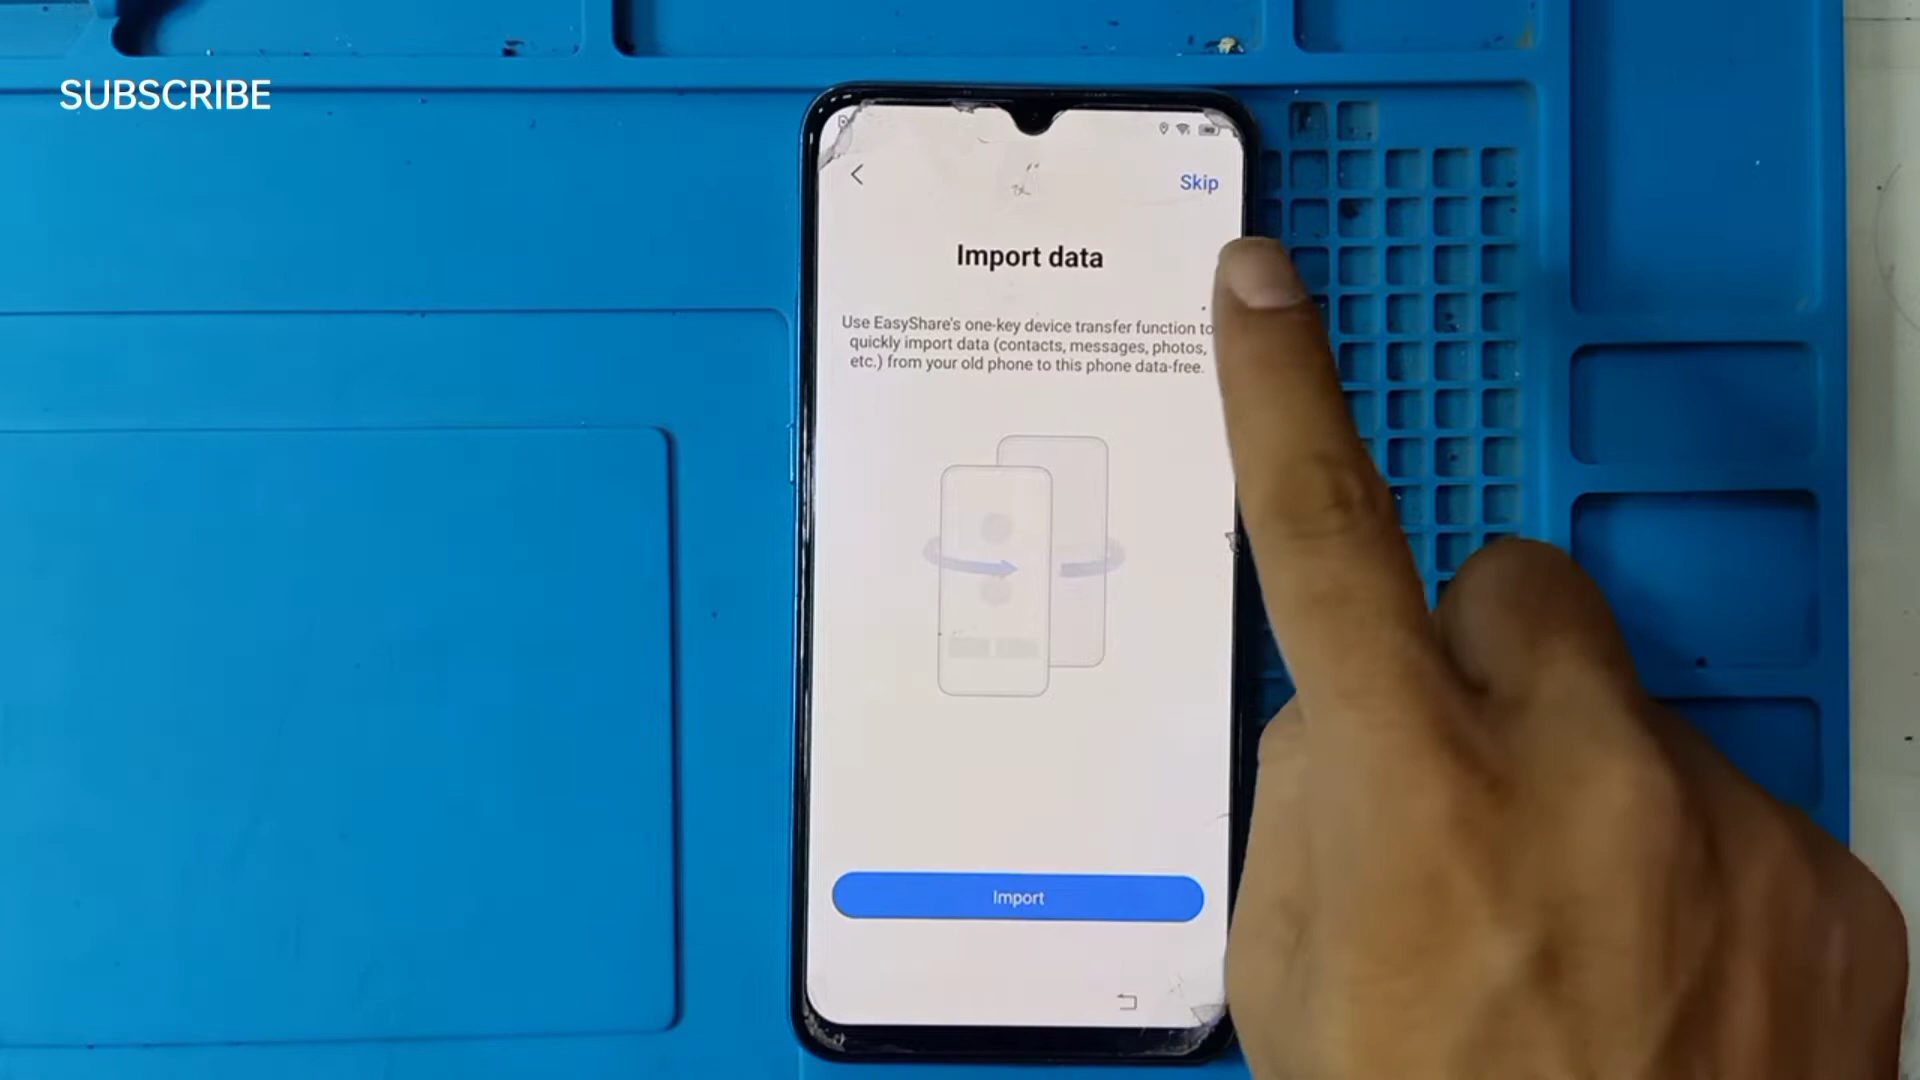 SUBSCRIBE
Skip
Import data
Use EasyShare's one-key device transfer function to
quickly import data (contacts, messages, photos,
etc.) from your old phone to this phone data-free.
Import